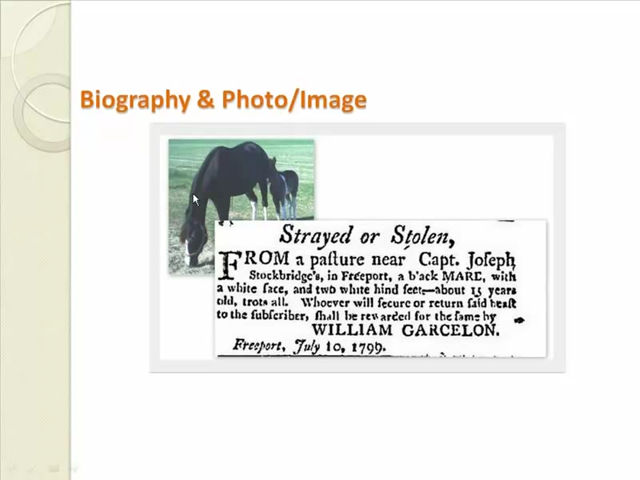 Biography & Photo/Image
Strayed or Stolen,
FROM a paſture near Capt. Joſeph
Stockbridge's, in Freeport, a b'ack MARE, with
a white face, and two white hind feet,—about 15 years
old, trots all. Whoever will ſecure or return ſaid beaſt
to the ſubſcriber, ſhall be rewarded for the ſame by
WILLIAM GARCELON.
Freeport, July 10, 1799.